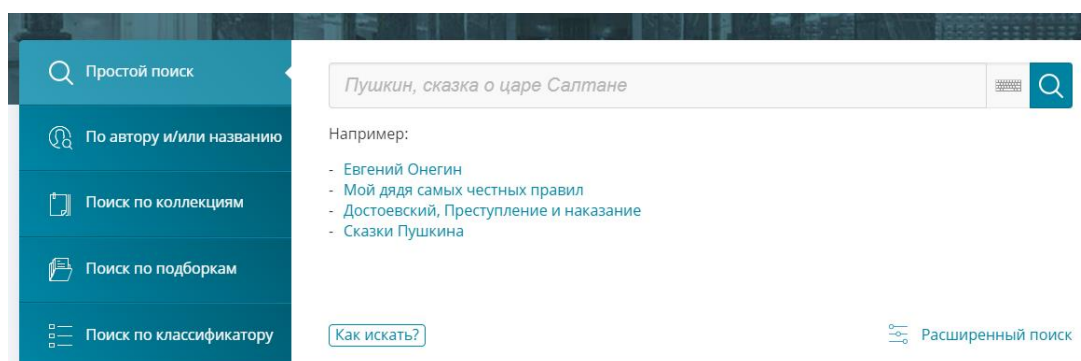 Простой поиск
По автору и/или названию
Поиск по коллекциям
Поиск по подборкам
Поиск по классификатору
Пушкин, сказка о царе Салтане
Например:
- Евгений Онегин
- Мой дядя самых честных правил
- Достоевский, Преступление и наказание
- Сказки Пушкина
Как искать?
Расширенный поиск